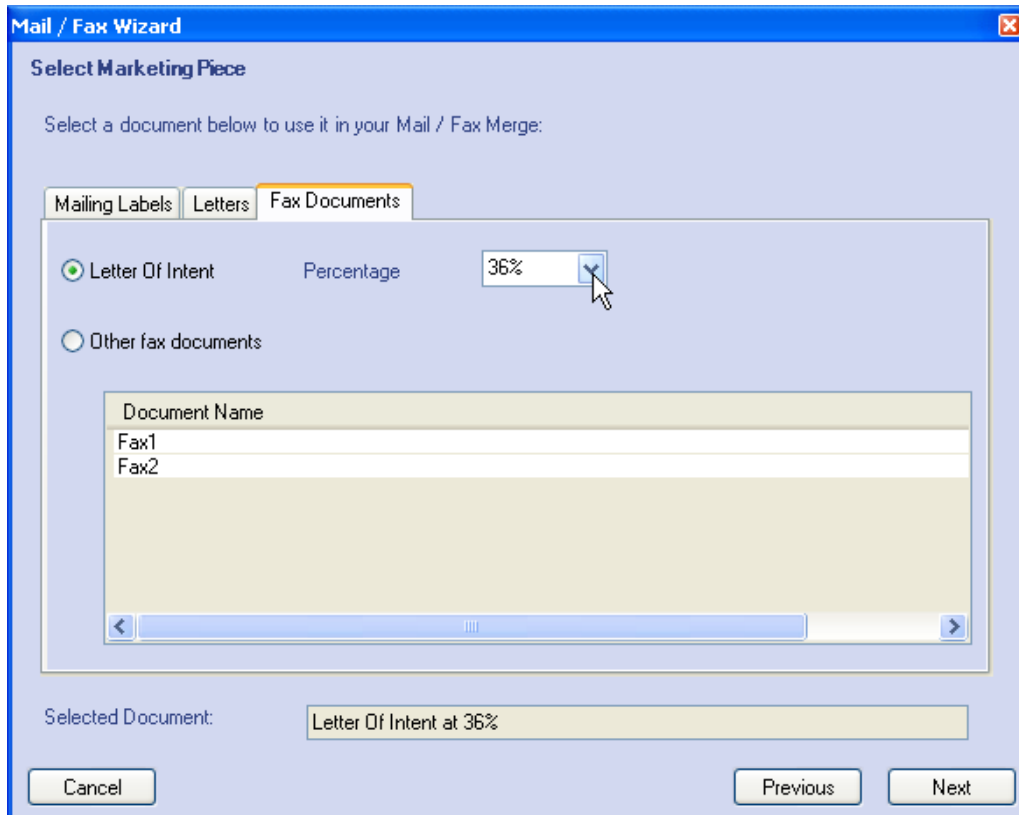 Mail / Fax Wizard
Select Marketing Piece
Select a document below to use it in your Mail / Fax Merge:
Mailing Labels Letters Fax Documents
Letter Of Intent Percentage 36%
Other fax documents
Document Name
Fax1
Fax2
Selected Document: Letter Of Intent at 36%
Cancel Previous Next